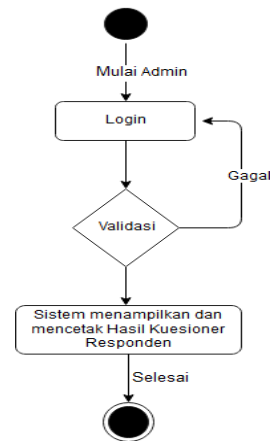 Mulai Admin
Login
Gagal
Validasi
Sistem menampilkan dan
mencetak Hasil Kuesioner
Responden
Selesai